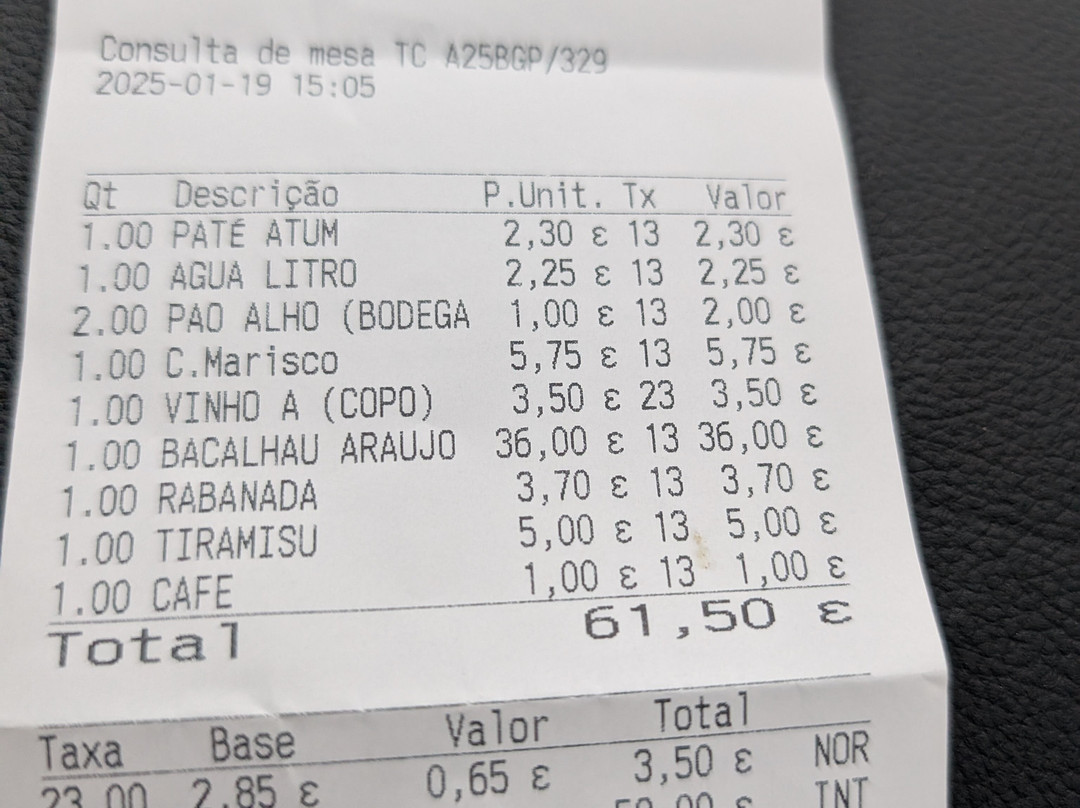 Consulta de mesa TC A25BGP/329
2025-01-19 15:05
Qt Descrição P.Unit. Tx Valor
1.00 PATÉ ATUM 2,30 € 13 2,30 €
1.00 AGUA LITRO 2,25 € 13 2,25 €
2.00 PAO ALHO (BODEGA 1,00 € 13 2,00 €
1.00 C.Marisco 5,75 € 13 5,75 €
1.00 VINHO A (COPO) 3,50 € 23 3,50 €
1.00 BACALHAU ARAUJO 36,00 € 13 36,00 €
1.00 RABANADA 3,70 € 13 3,70 €
1.00 TIRAMISU 5,00 € 13 5,00 €
1.00 CAFE 1,00 € 13 1,00 €
Total 61,50 €
Taxa Base Valor Total
23.00 2,85 € 0,65 € 3,50 € NOR
INT